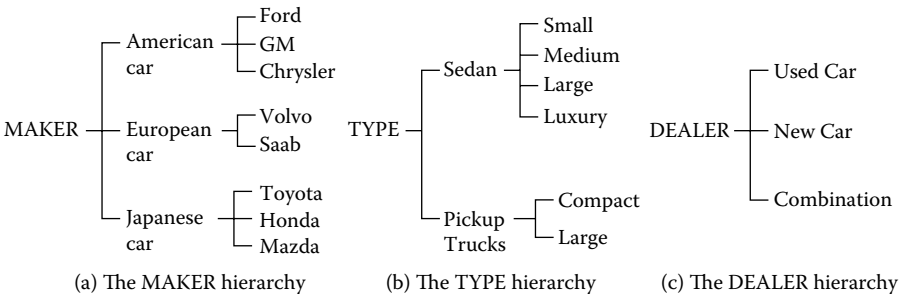 MAKER
American
car
Ford
GM
Chrysler
European
car
Volvo
Saab
Japanese
car
Toyota
Honda
Mazda
(a) The MAKER hierarchy
TYPE
Sedan
Small
Medium
Large
Luxury
Pickup
Trucks
Compact
Large
(b) The TYPE hierarchy
DEALER
Used Car
New Car
Combination
(c) The DEALER hierarchy